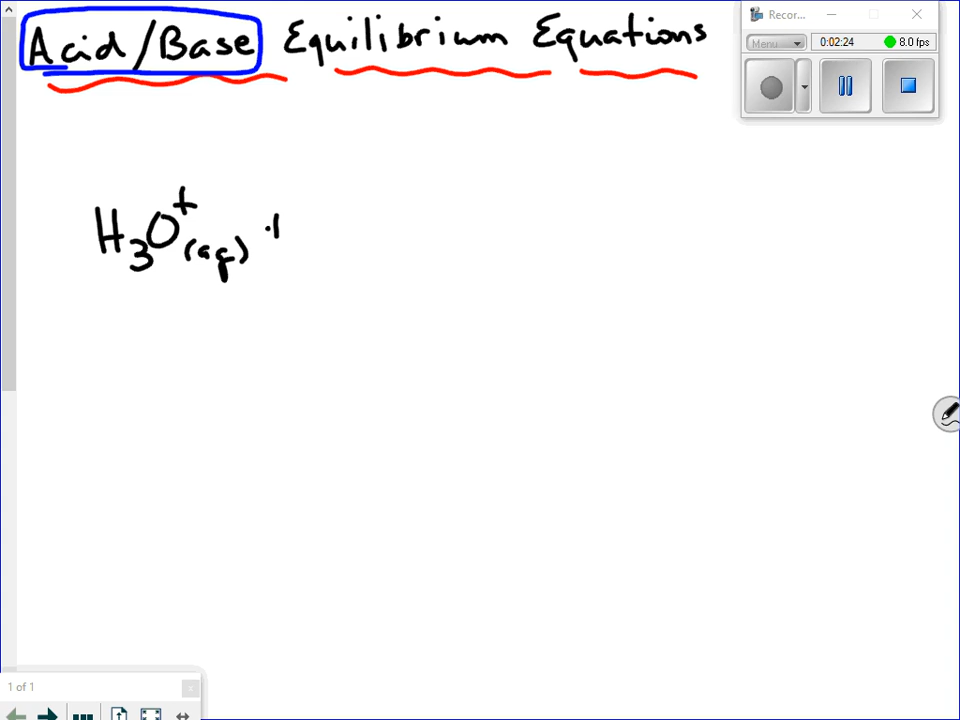 Acid/Base Equilibrium Equations
Recor...
Menu
0:02:24
8.0 fps
H₃O⁺(aq) +
1 of 1